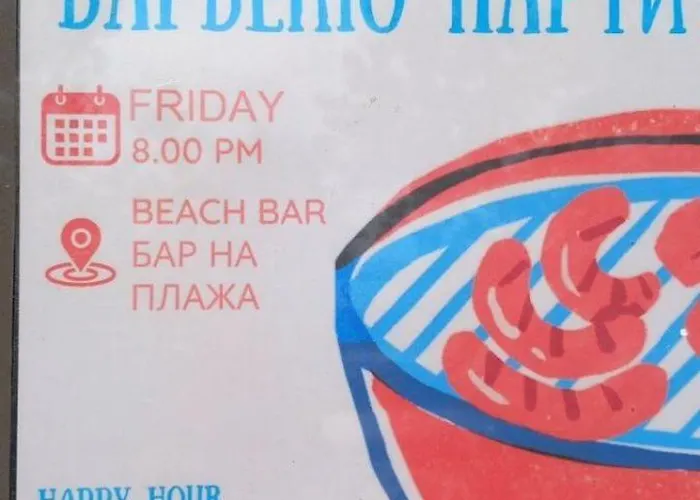 БАРБЕКЮ ПАРТИ
FRIDAY
8.00 PM
BEACH BAR
БАР НА
ПЛАЖА
HAPPY HOUR